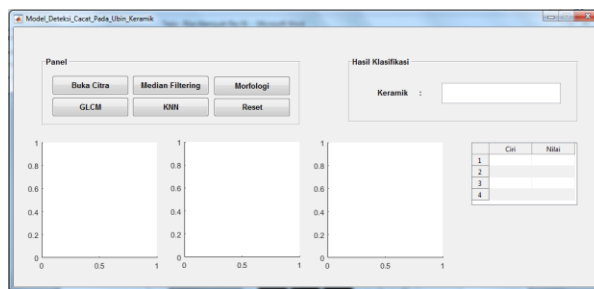 Model_Deteksi_Cacat_Pada_Ubin_Keramik
Panel
Buka Citra Median Filtering Morfologi
GLCM KNN Reset
Hasil Klasifikasi
Keramik :
1
0.8
0.6
0.4
0.2
0
0 0.5 1
1
0.8
0.6
0.4
0.2
0
0 0.5 1
1
0.8
0.6
0.4
0.2
0
0 0.5 1
Ciri Nilai
1
2
3
4